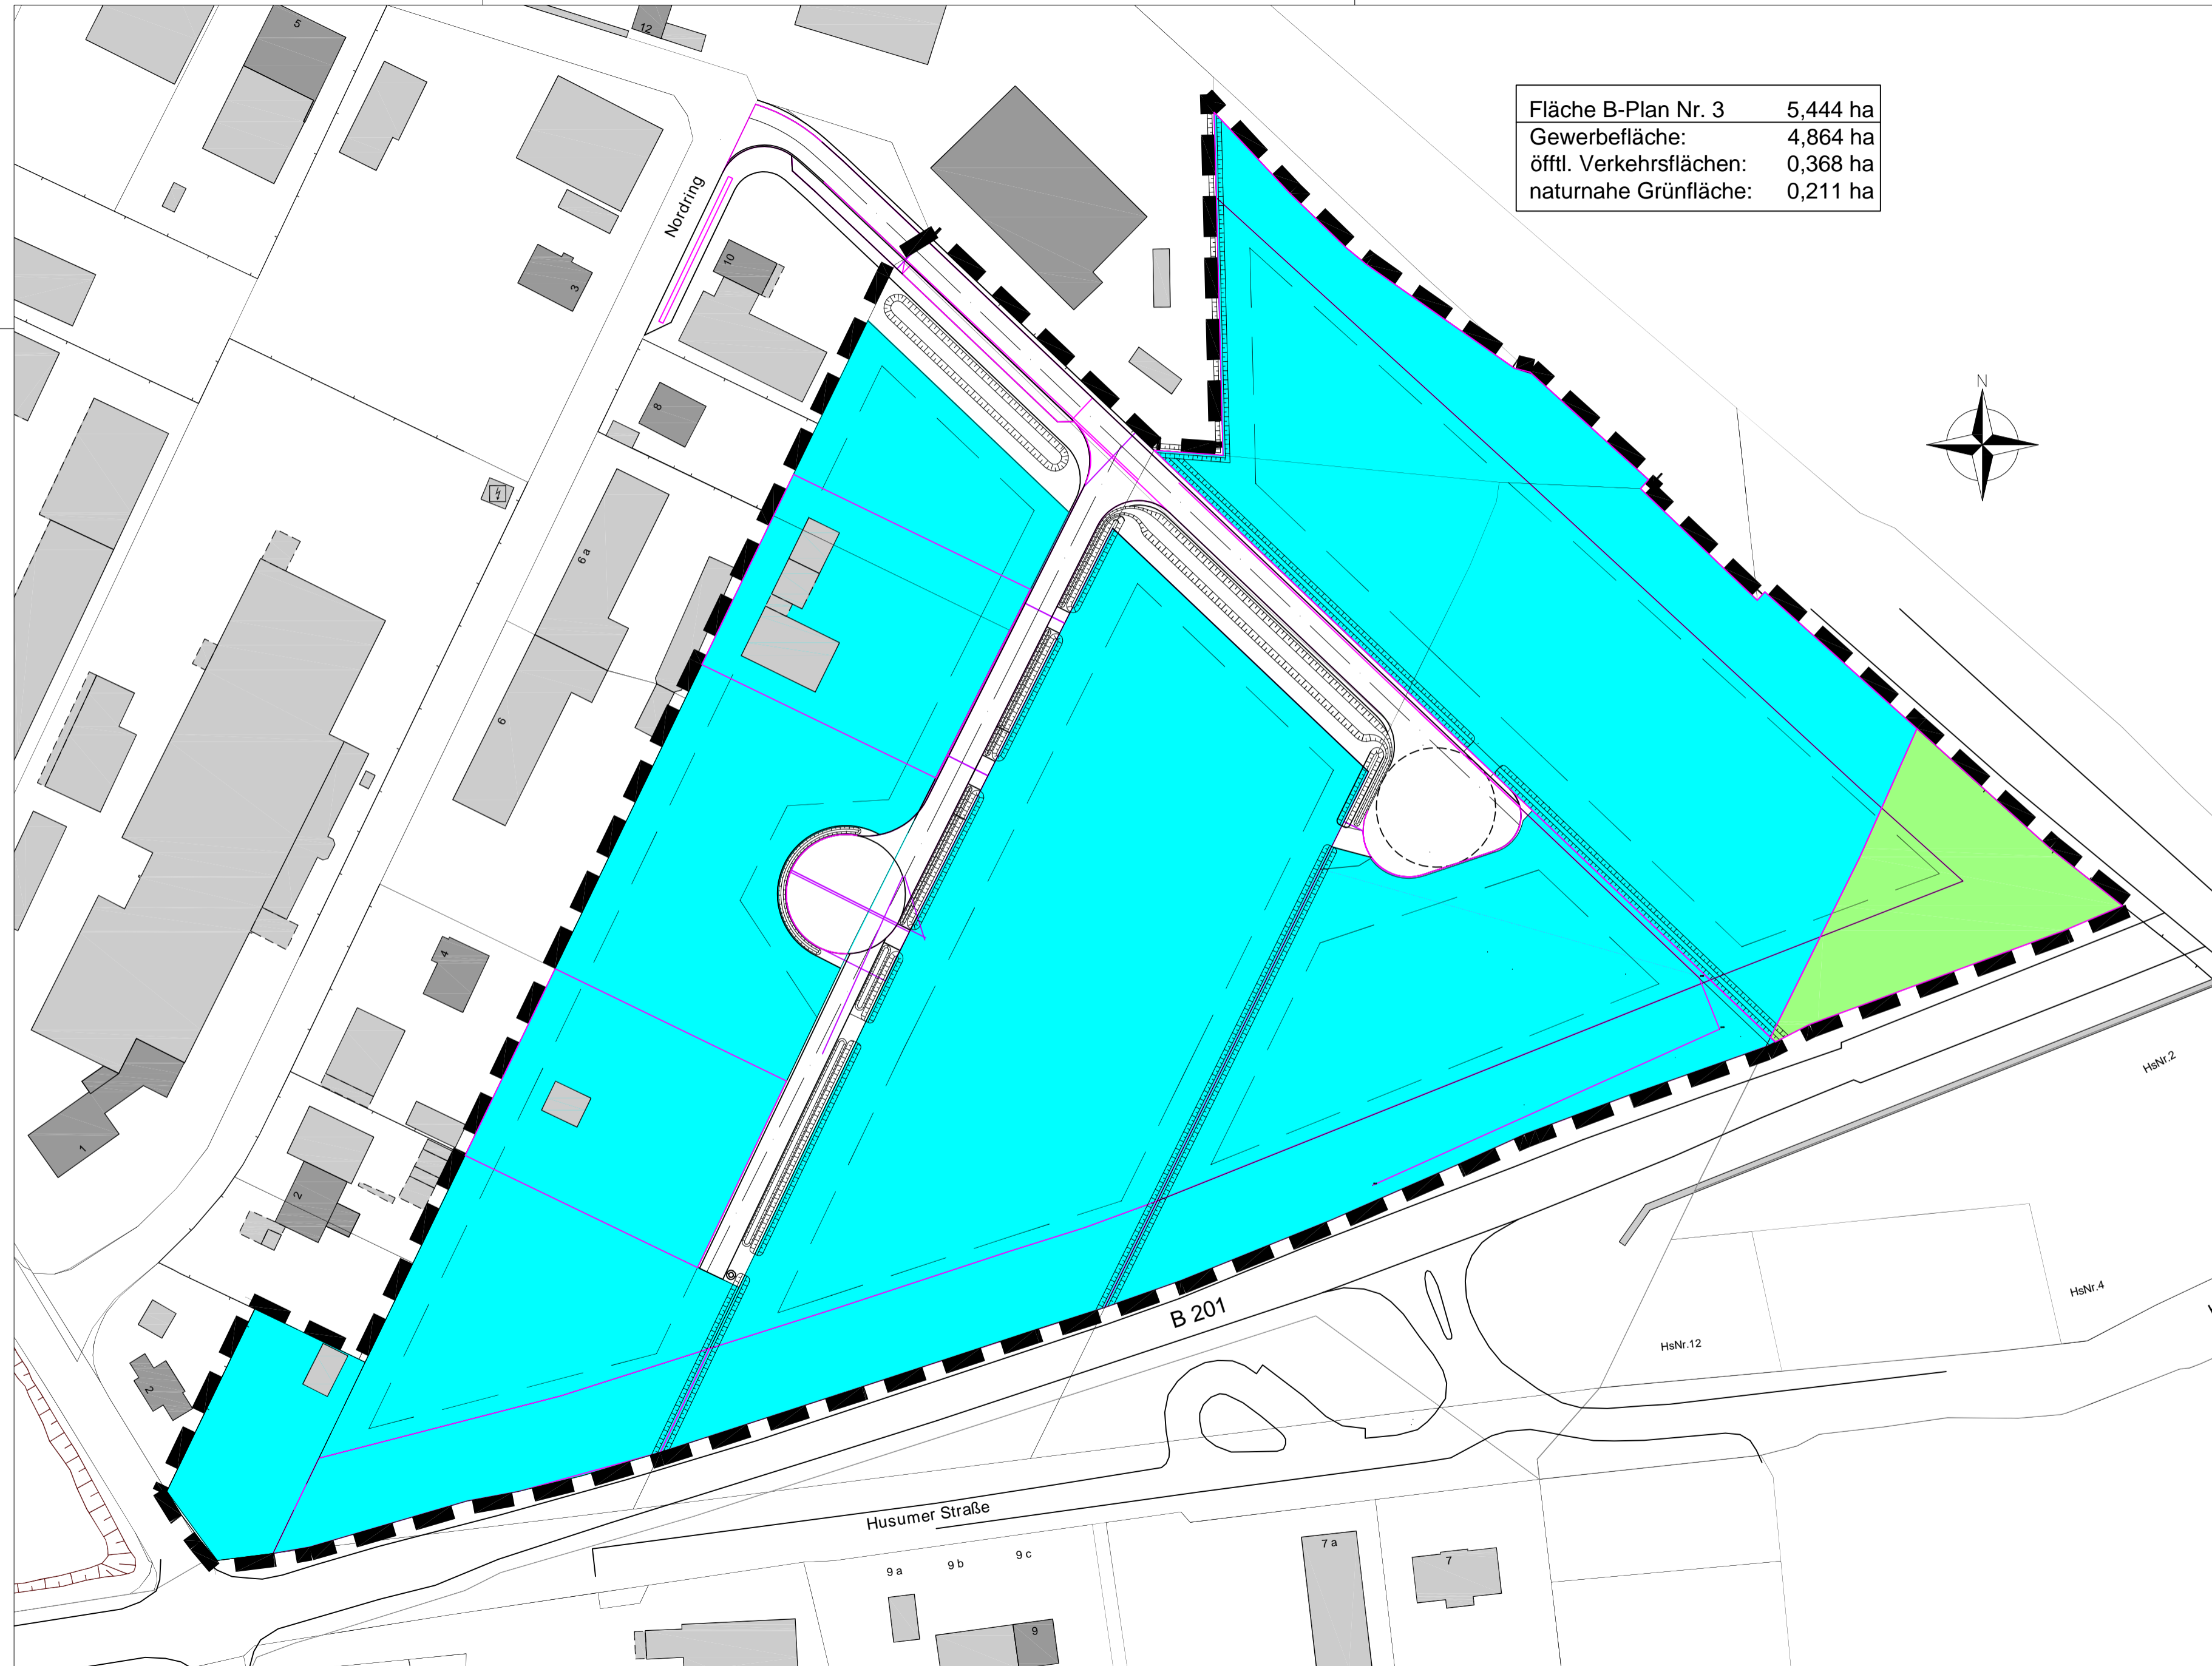 5
12
Fläche B-Plan Nr. 3 5,444 ha
Gewerbefläche: 4,864 ha
öfftl. Verkehrsflächen: 0,368 ha
naturnahe Grünfläche: 0,211 ha
Nordring
10
3
N
8
6 a
6
4
1
2
2
HsNr.2
HsNr.4
HsNr.12
B 201
Husumer Straße
9 a
9 b
9 c
7 a
7
9